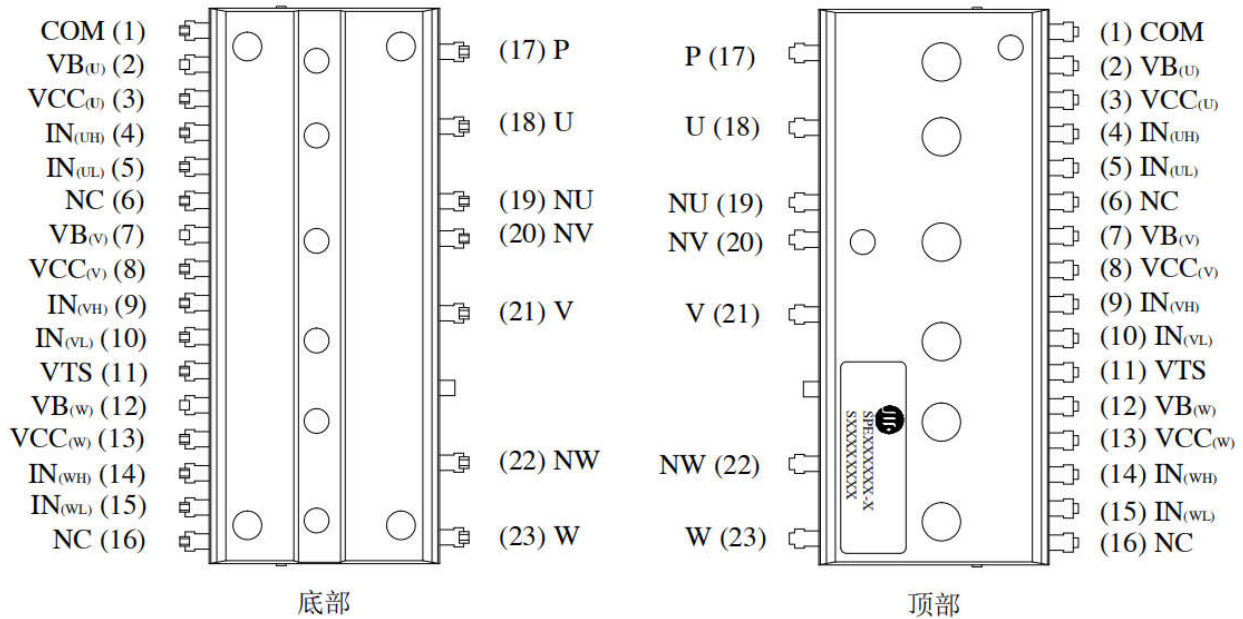 COM (1)
VB(U) (2)
VCC(U) (3)
IN(UH) (4)
IN(UL) (5)
NC (6)
VB(V) (7)
VCC(V) (8)
IN(VH) (9)
IN(VL) (10)
VTS (11)
VB(W) (12)
VCC(W) (13)
IN(WH) (14)
IN(WL) (15)
NC (16)
(17) P
(18) U
(19) NU
(20) NV
(21) V
(22) NW
(23) W
底部
P (17)
U (18)
NU (19)
NV (20)
V (21)
NW (22)
W (23)
SPEXXXXXX-X
SXXXXXXXX
(1) COM
(2) VB(U)
(3) VCC(U)
(4) IN(UH)
(5) IN(UL)
(6) NC
(7) VB(V)
(8) VCC(V)
(9) IN(VH)
(10) IN(VL)
(11) VTS
(12) VB(W)
(13) VCC(W)
(14) IN(WH)
(15) IN(WL)
(16) NC
顶部